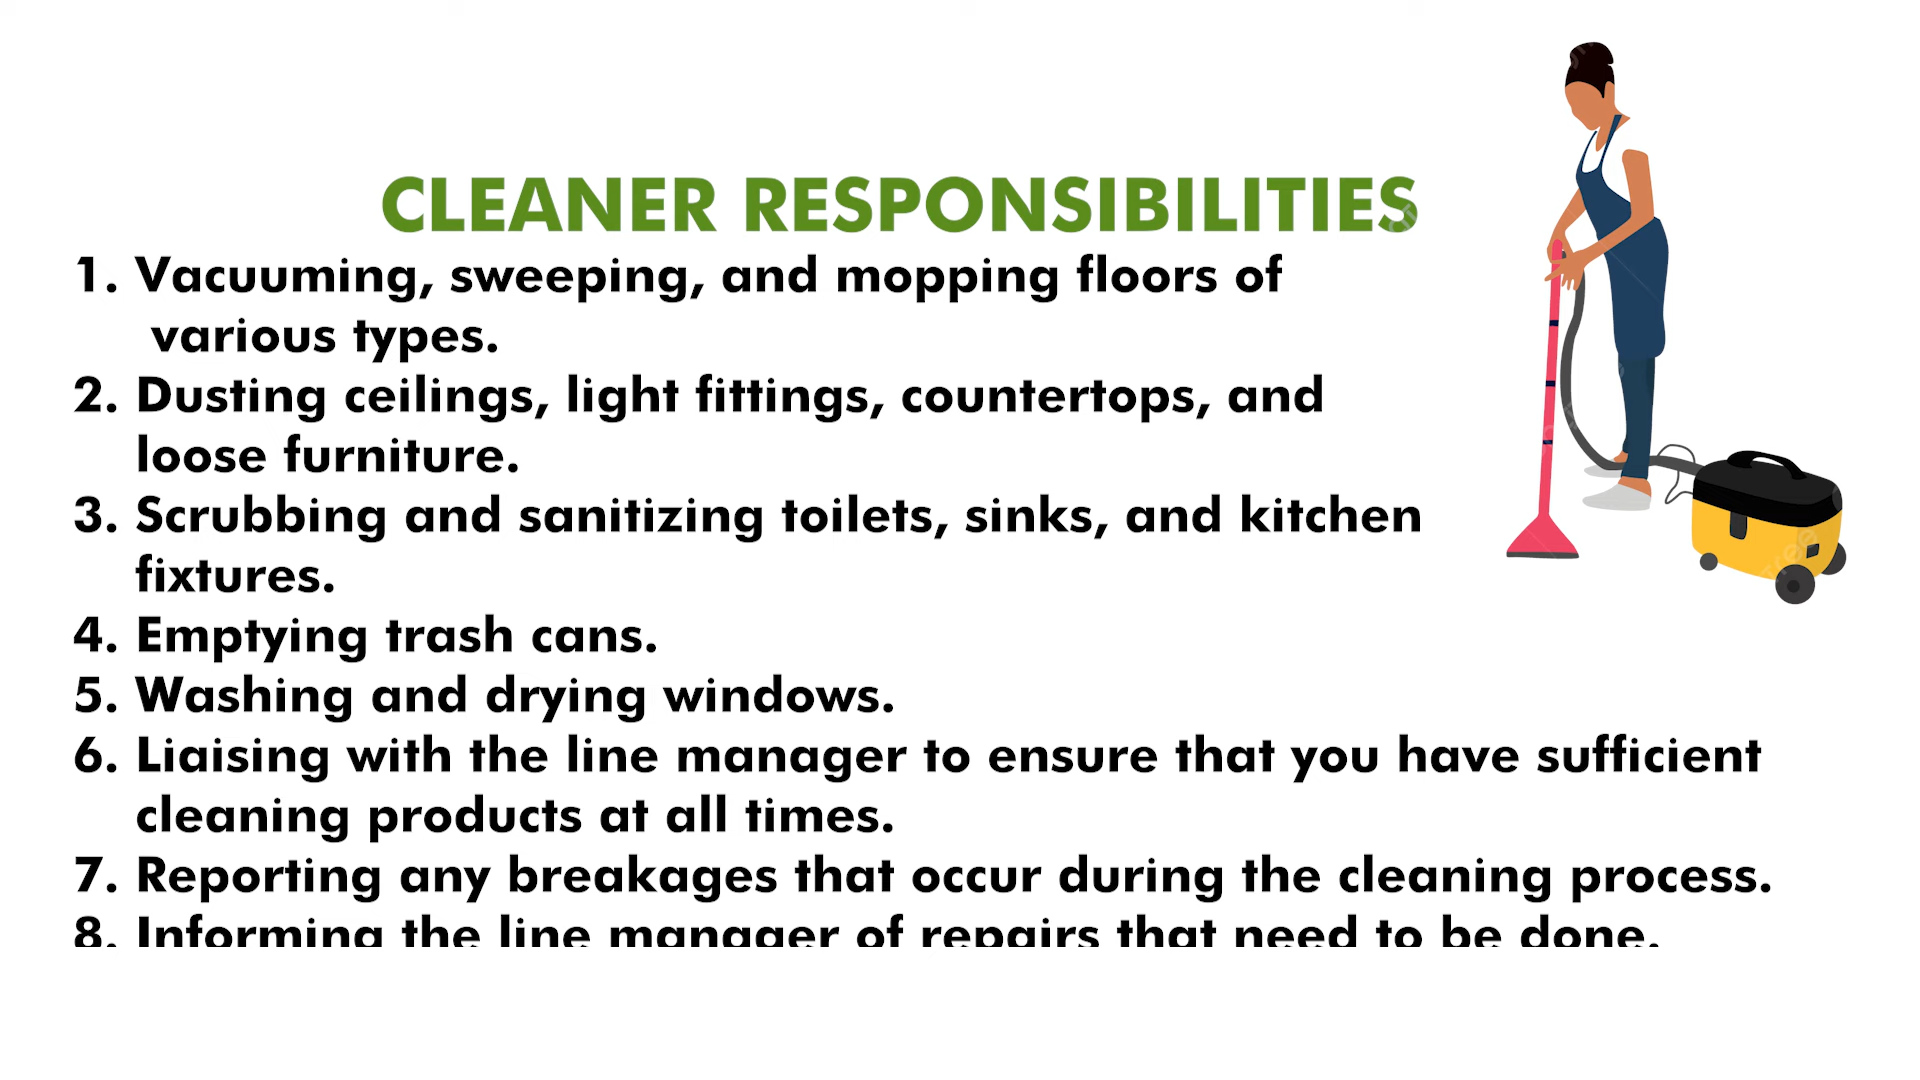 CLEANER RESPONSIBILITIES
1. Vacuuming, sweeping, and mopping floors of
various types.
2. Dusting ceilings, light fittings, countertops, and
loose furniture.
3. Scrubbing and sanitizing toilets, sinks, and kitchen
fixtures.
4. Emptying trash cans.
5. Washing and drying windows.
6. Liaising with the line manager to ensure that you have sufficient
cleaning products at all times.
7. Reporting any breakages that occur during the cleaning process.
8. Informing the line manager of repairs that need to be done.